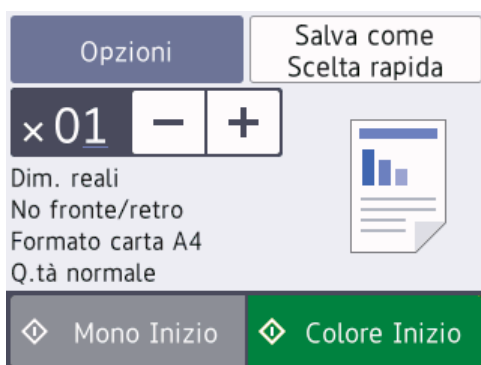 Opzioni
Salva come
Scelta rapida
×01
− +
Dim. reali
No fronte/retro
Formato carta A4
Q.tà normale
Mono Inizio
Colore Inizio